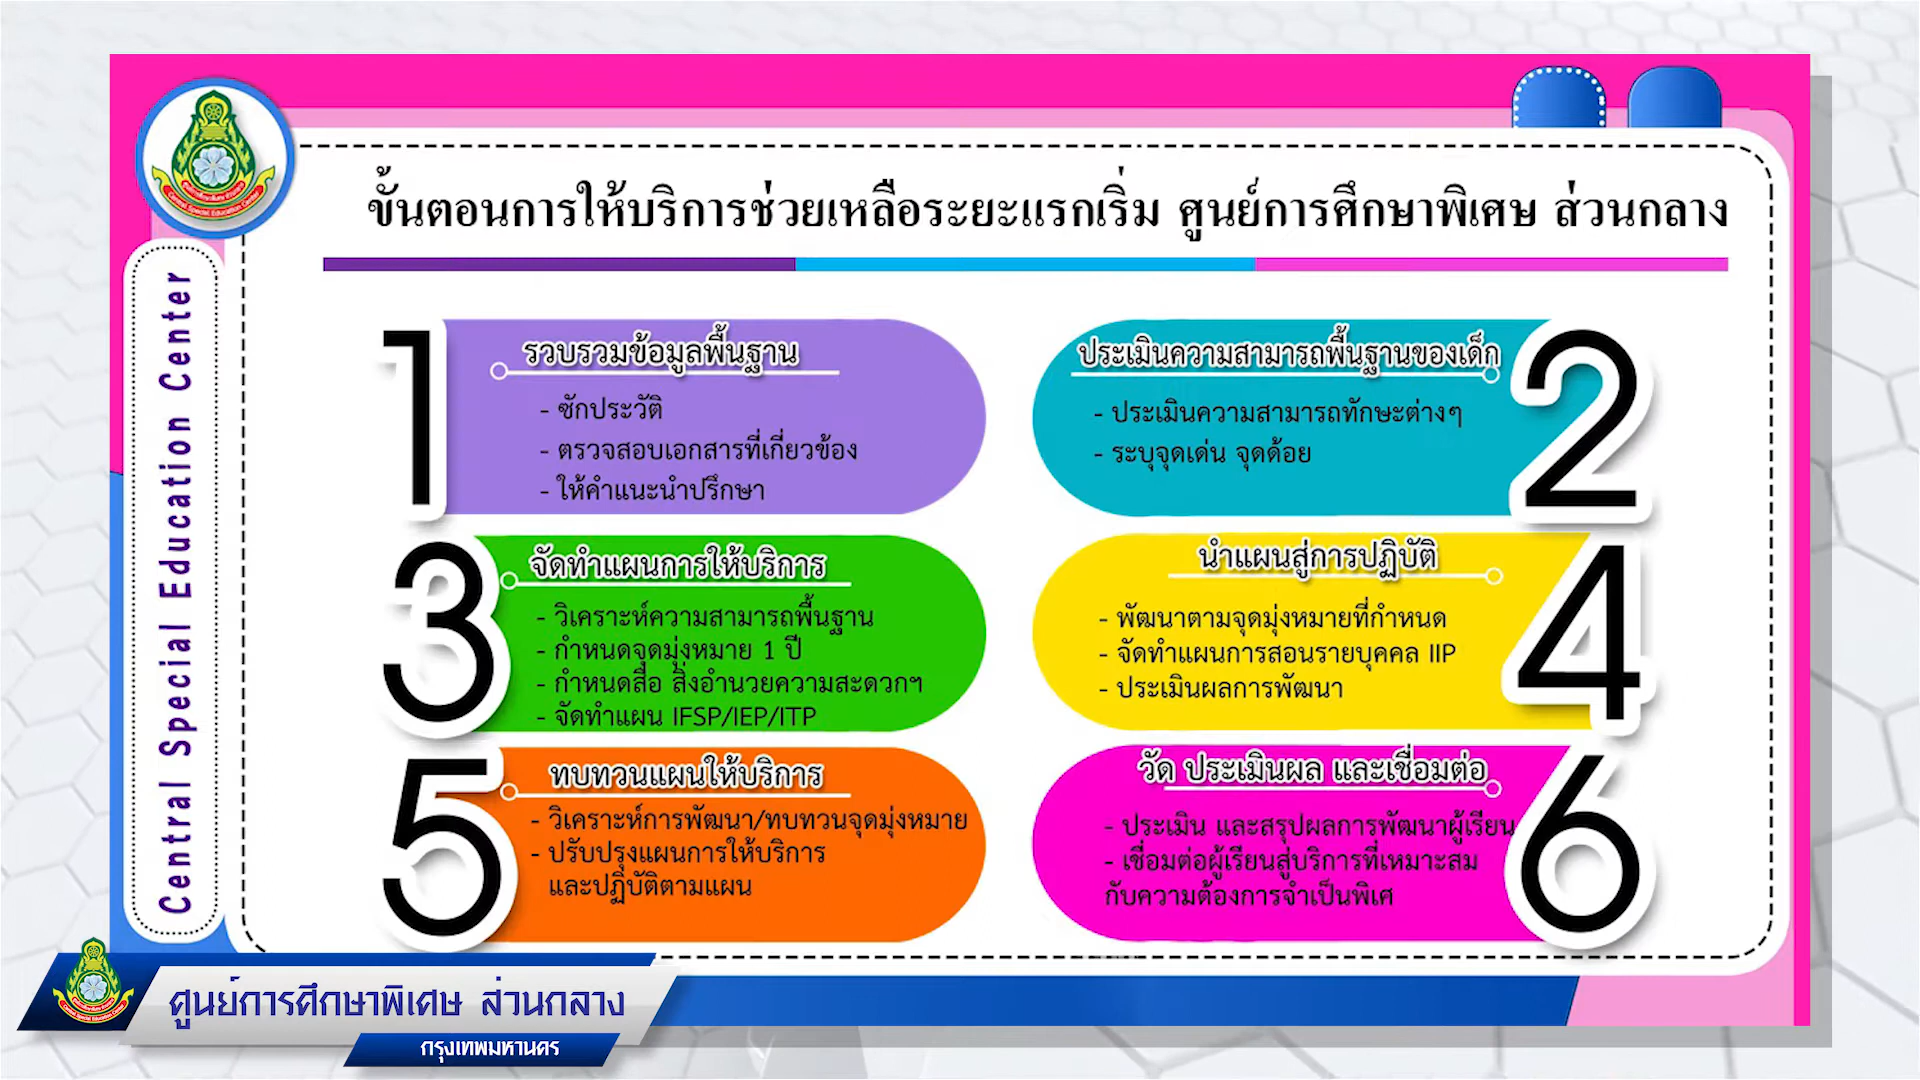 ขั้นตอนการให้บริการช่วยเหลือระยะแรกเริ่ม ศูนย์การศึกษาพิเศษ ส่วนกลาง
Central Special Education Center
1
รวบรวมข้อมูลพื้นฐาน
- ซักประวัติ
- ตรวจสอบเอกสารที่เกี่ยวข้อง
- ให้คำแนะนำปรึกษา
2
ประเมินความสามารถพื้นฐานของเด็ก
- ประเมินความสามารถทักษะต่างๆ
- ระบุจุดเด่น จุดด้อย
3
จัดทำแผนการให้บริการ
- วิเคราะห์ความสามารถพื้นฐาน
- กำหนดจุดมุ่งหมาย 1 ปี
- กำหนดสื่อ สิ่งอำนวยความสะดวกฯ
- จัดทำแผน IFSP/IEP/ITP
4
นำแผนสู่การปฏิบัติ
- พัฒนาตามจุดมุ่งหมายที่กำหนด
- จัดทำแผนการสอนรายบุคคล IIP
- ประเมินผลการพัฒนา
5
ทบทวนแผนให้บริการ
- วิเคราะห์การพัฒนา/ทบทวนจุดมุ่งหมาย
- ปรับปรุงแผนการให้บริการ
และปฏิบัติตามแผน
6
วัด ประเมินผล และเชื่อมต่อ
- ประเมิน และสรุปผลการพัฒนาผู้เรียน
- เชื่อมต่อผู้เรียนสู่บริการที่เหมาะสม
กับความต้องการจำเป็นพิเศ
ศูนย์การศึกษาพิเศษ ส่วนกลาง
กรุงเทพมหานคร